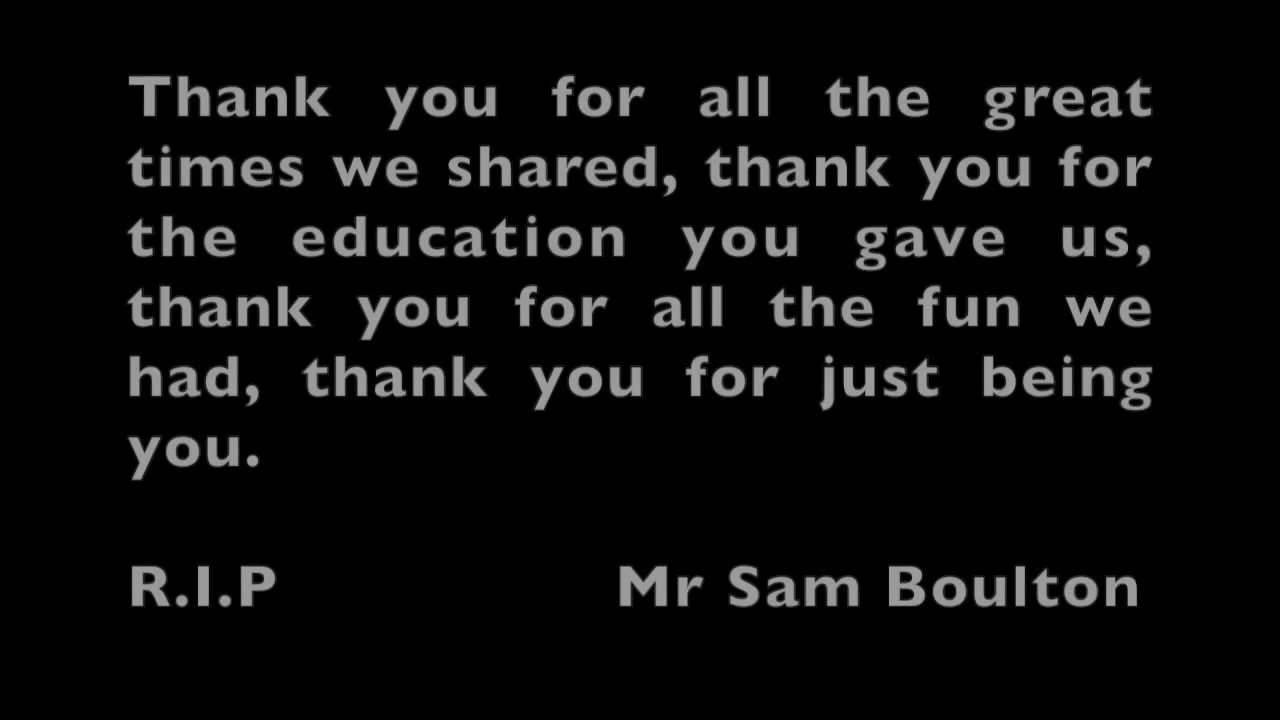 Thank you for all the great
times we shared, thank you for
the education you gave us,
thank you for all the fun we
had, thank you for just being
you.
R.I.P Mr Sam Boulton